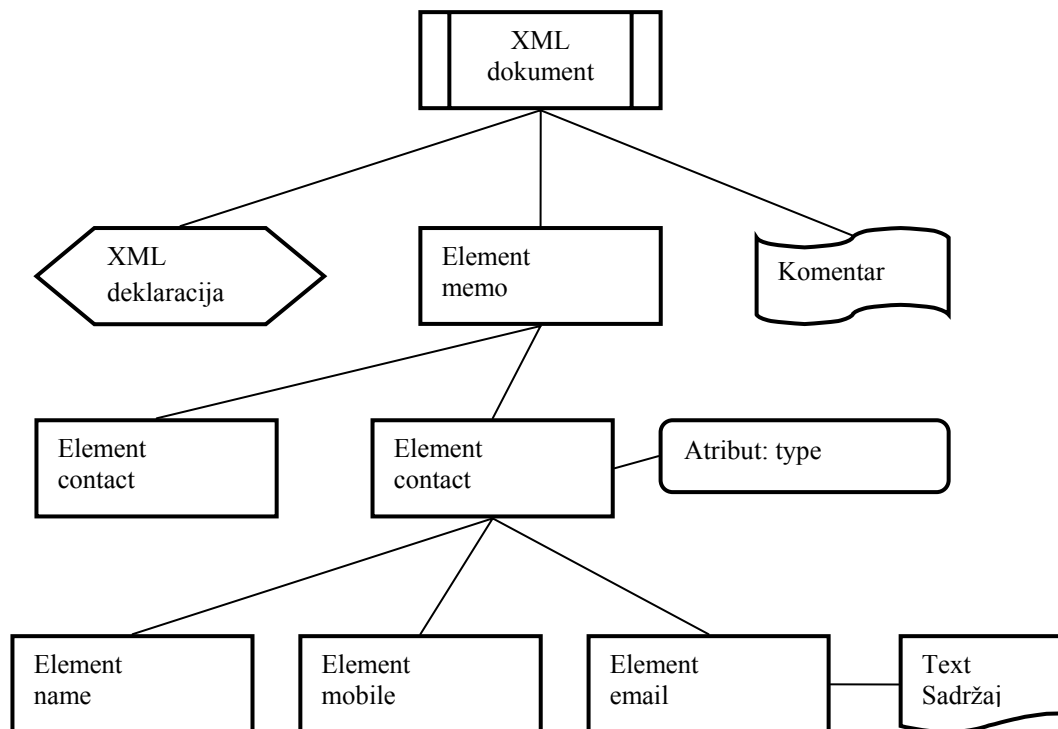 XML
dokument
XML
deklaracija
Element
memo
Komentar
Element
contact
Element
contact
Atribut: type
Element
name
Element
mobile
Element
email
Text
Sadržaj